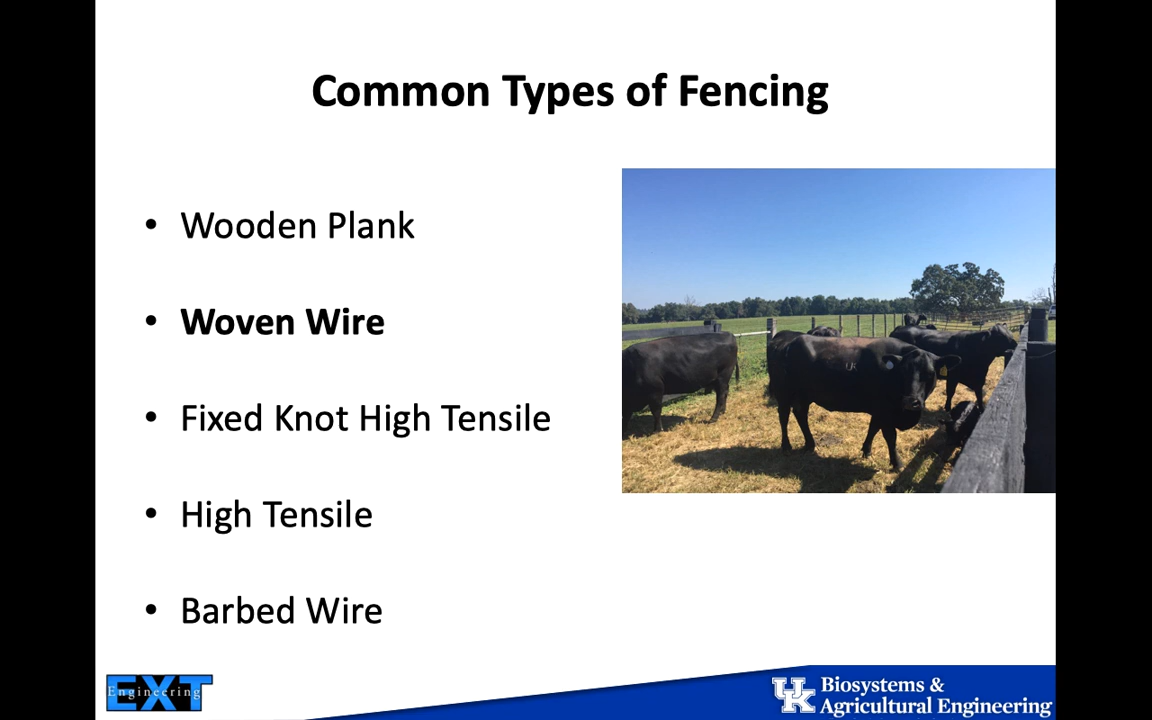 Common Types of Fencing
• Wooden Plank
• Woven Wire
• Fixed Knot High Tensile
• High Tensile
• Barbed Wire
EXT
Engineering
UK
Biosystems &
Agricultural Engineering